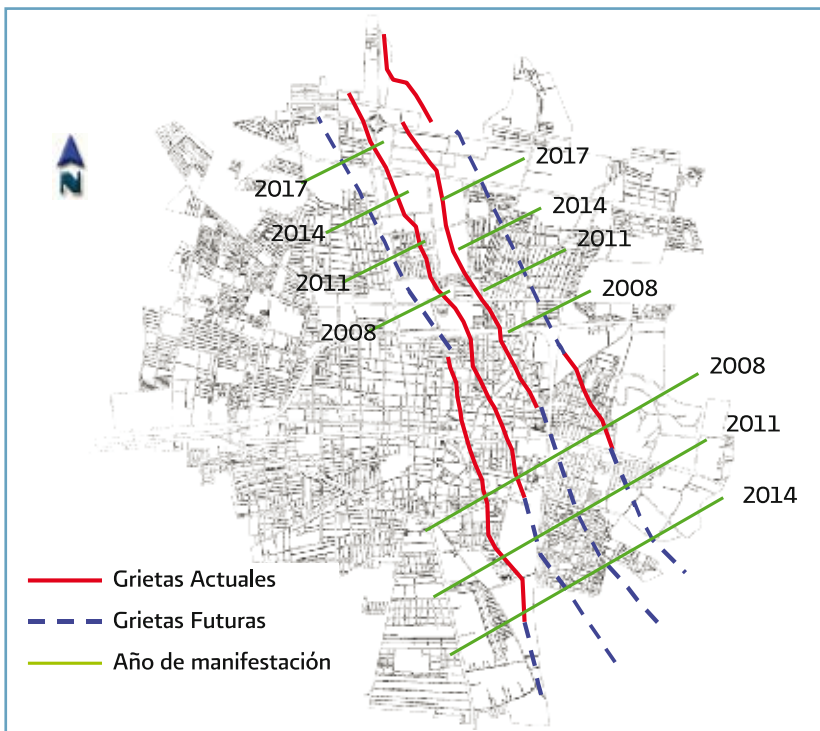 2017
2017
2014
2014
2011
2011
2008
2008
2008
2011
2014
N
Grietas Actuales
Grietas Futuras
Año de manifestación